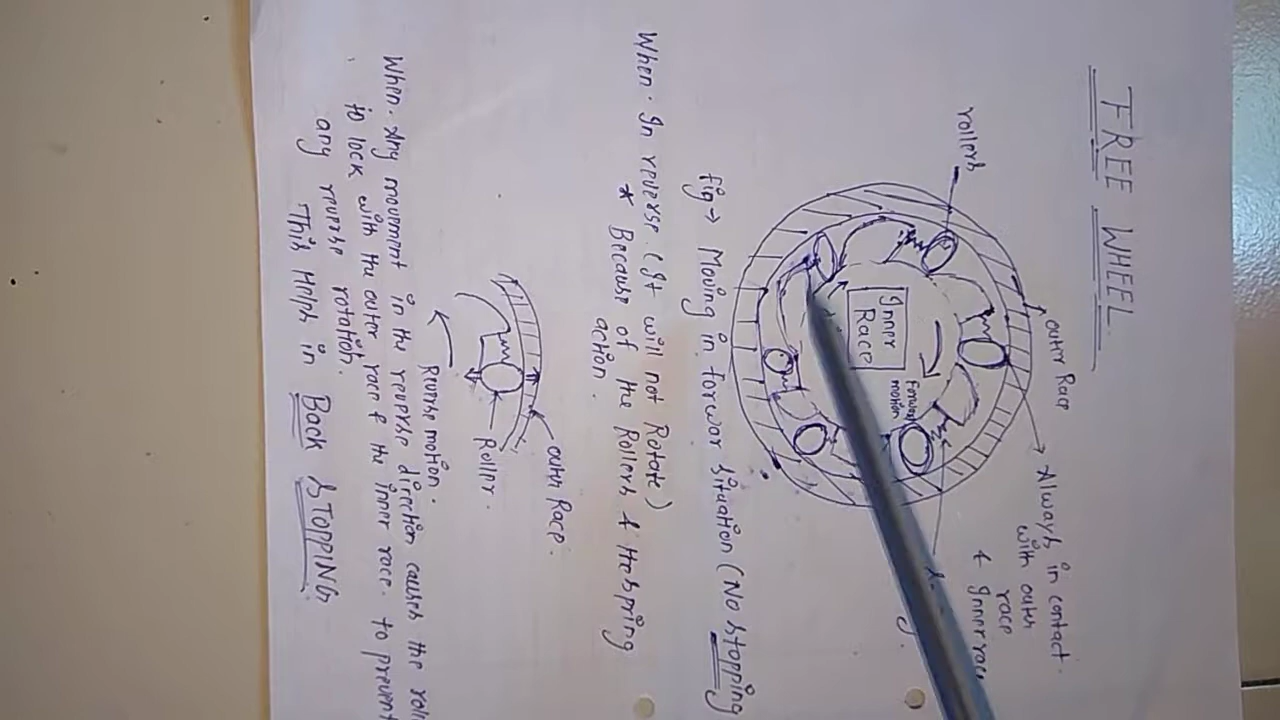 FREE WHEEL
rollers
outer Race
Always in contact
with outer
race
& Inner race
Inner
Race
Forward
motion
fig → Moving in forwar situation (No stopping
When. In reverse. (It will not Rotate)
* Because of the Rollers & the spring
action.
outer Race.
Roller.
Reverse motion.
When. Any movement in the reverse direction causes the roll
to lock with the outer race & the inner race. to prevent
any reverse rotation.
This Helps in Back STOPPING.